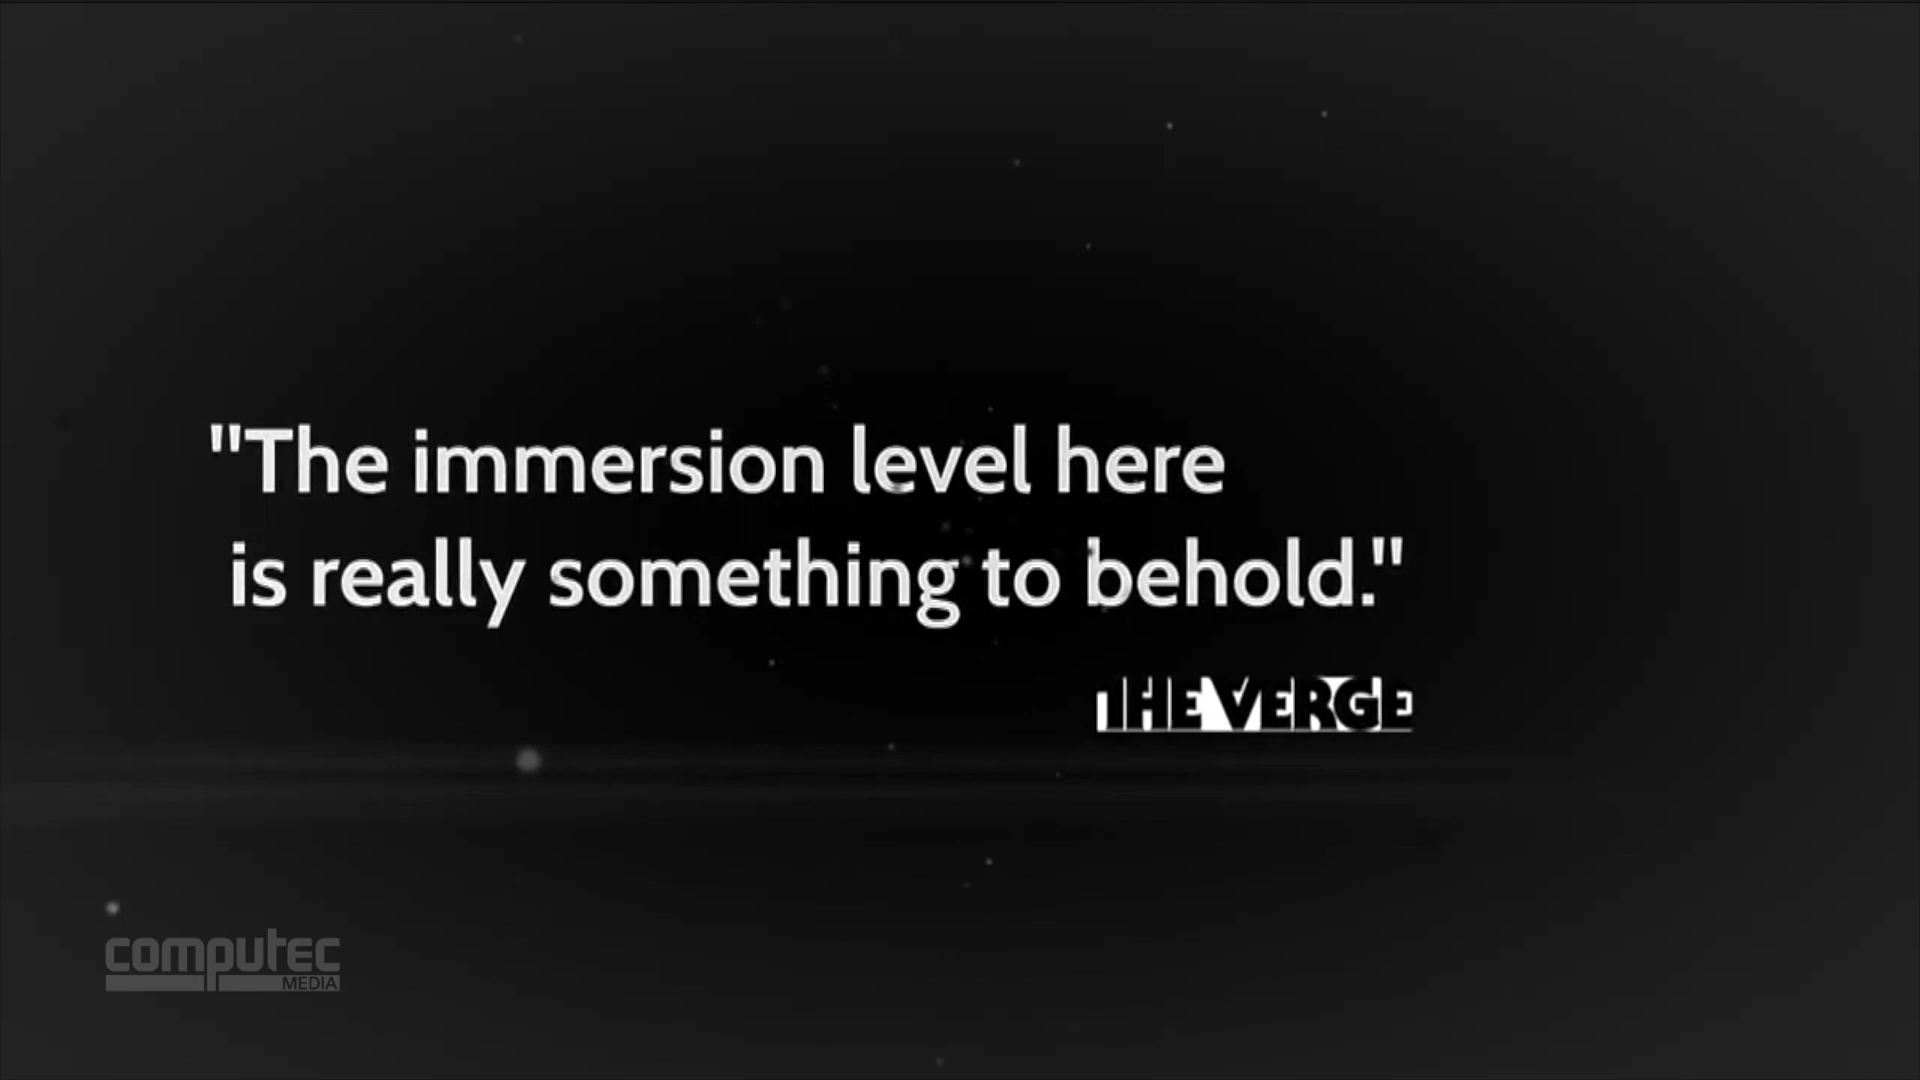 "The immersion level here
is really something to behold."
THE VERGE
computec
MEDIA